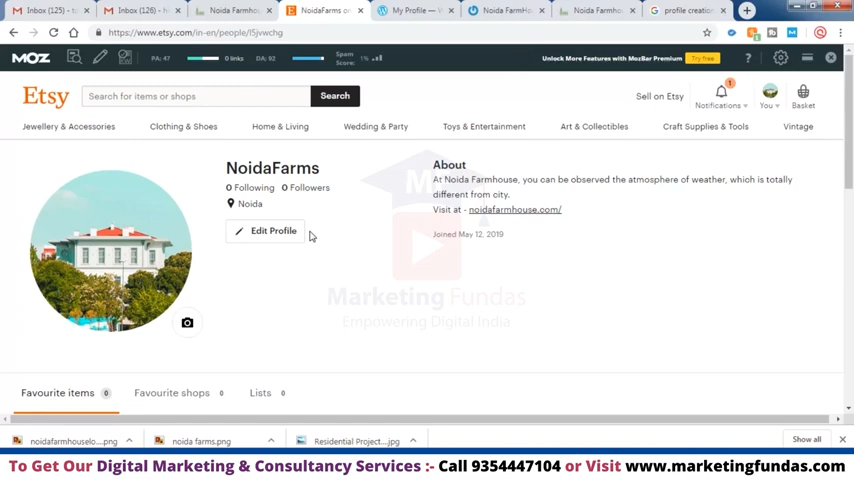 Inbox (125) - t
Inbox (126) - h
Noida Farmhous
NoidaFarms on
My Profile — V
Noida FarmH
Noida Farmhous
profile creation
https://www.etsy.com/in-en/people/l5jvwchg
MOZ
PA: 47
0 links
DA: 92
Spam Score: 1%
Unlock More Features with MozBar Premium
Try free
Etsy
Search for items or shops
Search
Sell on Etsy
1
Notifications
You
Basket
Jewellery & Accessories
Clothing & Shoes
Home & Living
Wedding & Party
Toys & Entertainment
Art & Collectibles
Craft Supplies & Tools
Vintage
NoidaFarms
0 Following 0 Followers
Noida
Edit Profile
About
At Noida Farmhouse, you can be observed the atmosphere of weather, which is totally
different from city.
Visit at - noidafarmhouse.com/
Joined May 12, 2019
M
Marketing Fundas
Empowering Digital India
Favourite items 0
Favourite shops 0
Lists 0
noidafarmhouselo....png
noida farms.png
Residential Project....jpg
Show all
To Get Our Digital Marketing & Consultancy Services :- Call 9354447104 or Visit www.marketingfundas.com